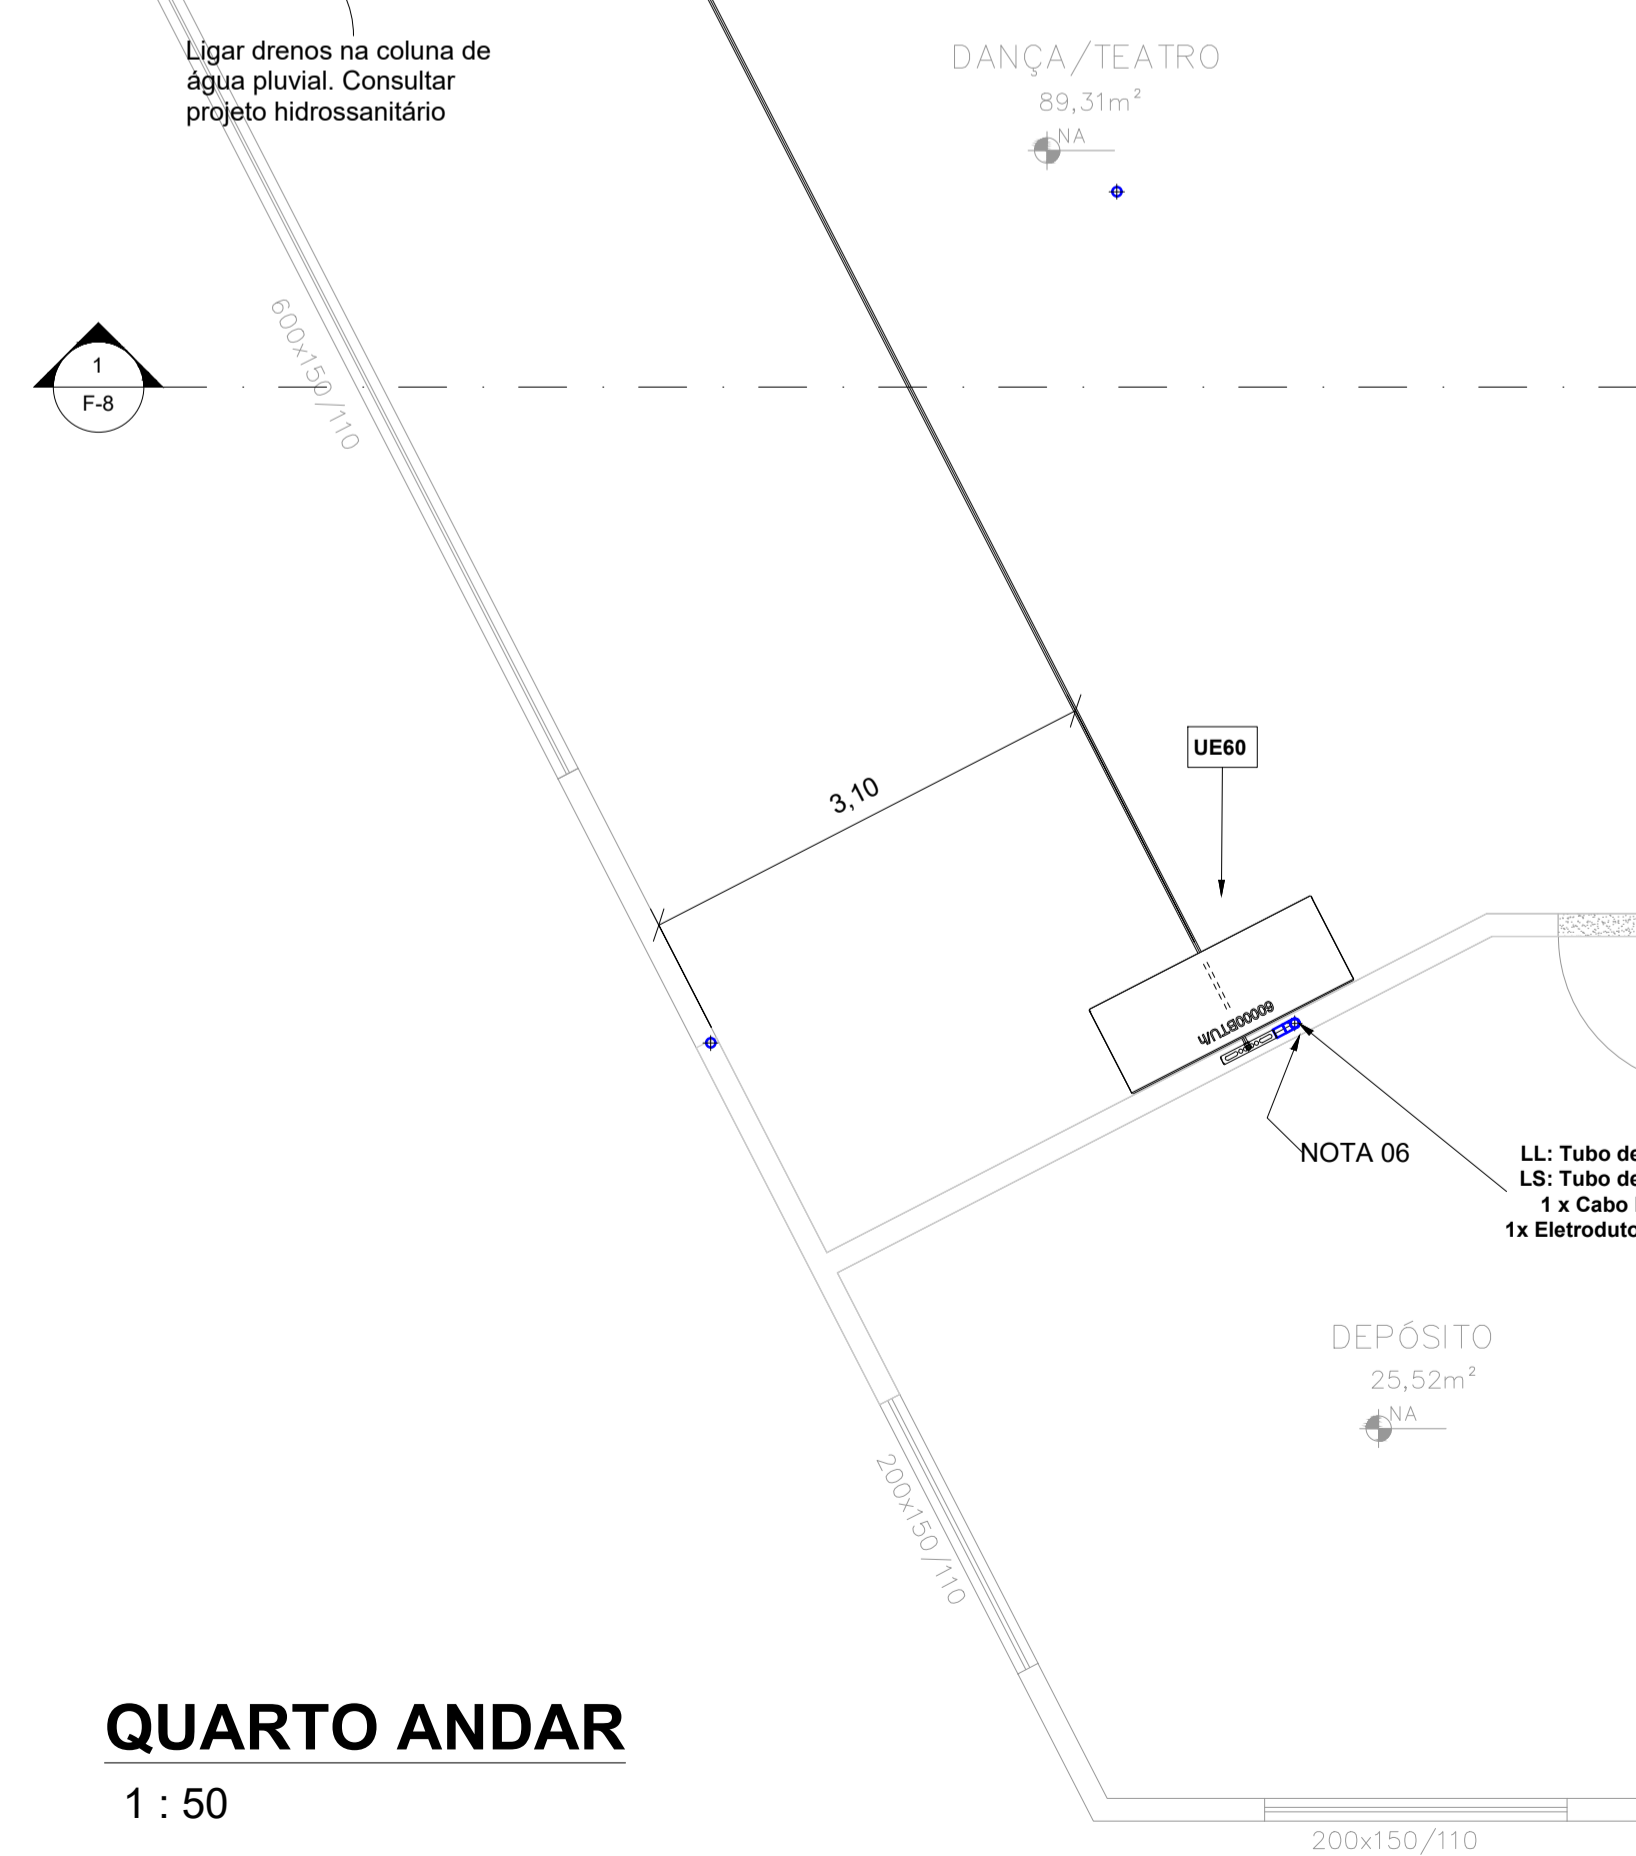 Ligar drenos na coluna de
água pluvial. Consultar
projeto hidrossanitário
DANÇA/TEATRO
89,31m²
NA
600x150/110
1
F-8
3,10
UE60
60000BTU/h
NOTA 06
LL: Tubo de
LS: Tubo de
1 x Cabo
1x Eletroduto
DEPÓSITO
25,52m²
NA
200x150/110
QUARTO ANDAR
1 : 50
200x150/110